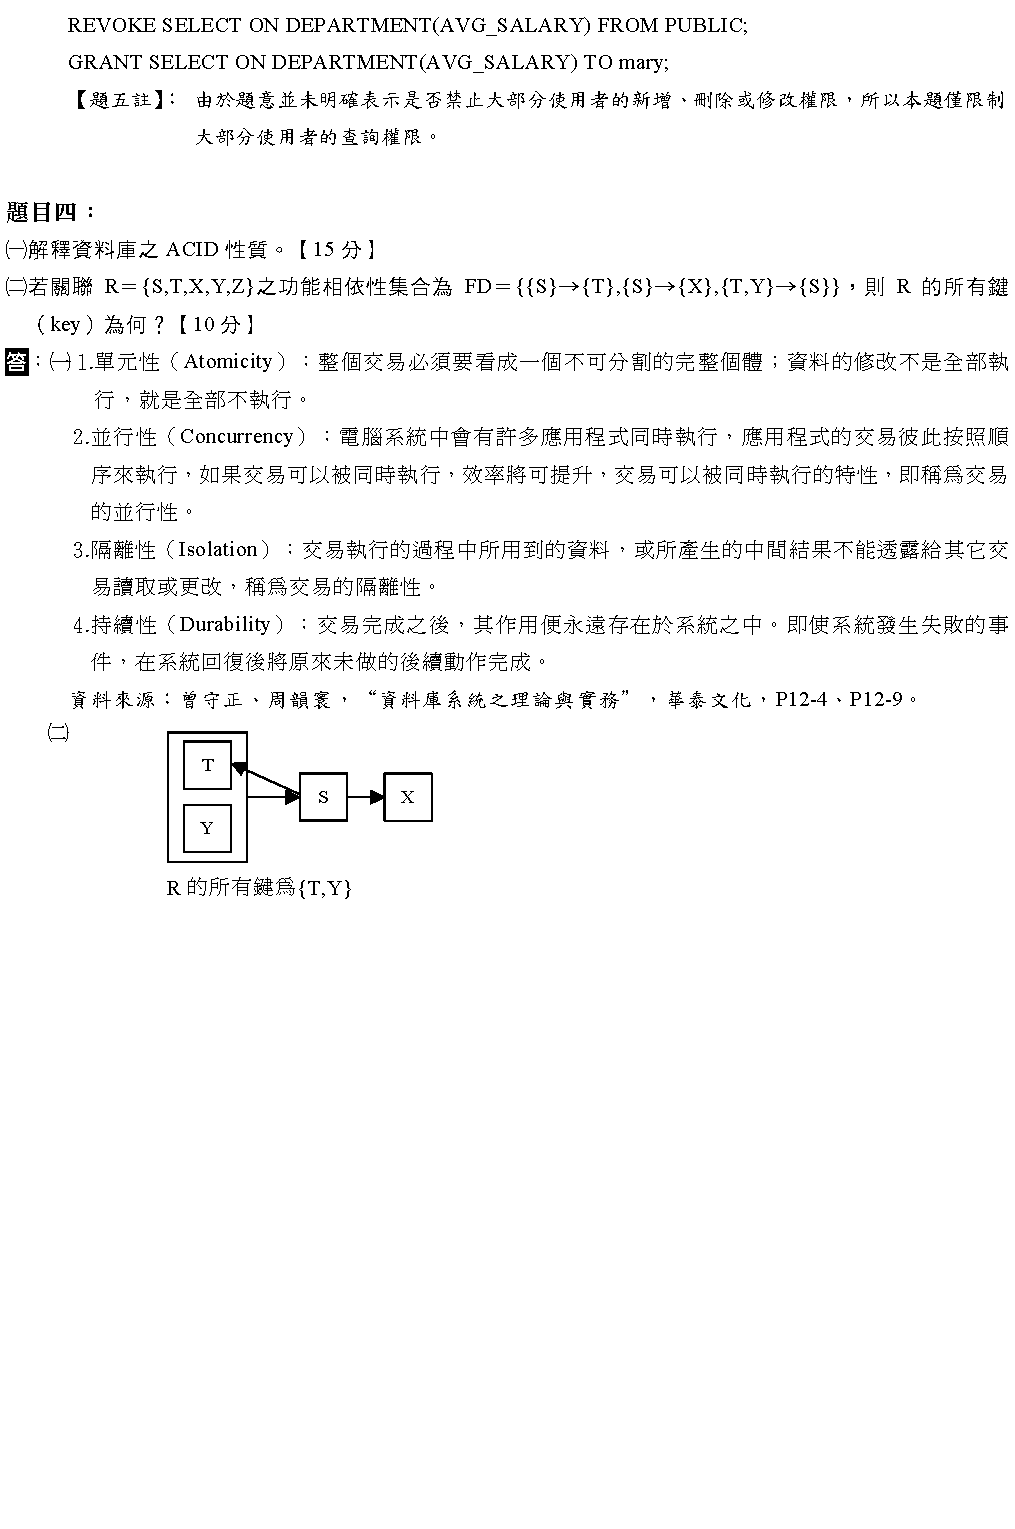 REVOKE SELECT ON DEPARTMENT(AVG_SALARY) FROM PUBLIC;
GRANT SELECT ON DEPARTMENT(AVG_SALARY) TO mary;
【題五註】： 由於題意並未明確表示是否禁止大部分使用者的新增、刪除或修改權限，所以本題僅限制
大部分使用者的查詢權限。
題目四：
㈠解釋資料庫之 ACID 性質。【15 分】
㈡若關聯 R＝{S,T,X,Y,Z}之功能相依性集合為 FD＝{{S}→{T},{S}→{X},{T,Y}→{S}}，則 R 的所有鍵
（key）為何？【10 分】
答：㈠ 1.單元性（Atomicity）：整個交易必須要看成一個不可分割的完整個體；資料的修改不是全部執
行，就是全部不執行。
2.並行性（Concurrency）：電腦系統中會有許多應用程式同時執行，應用程式的交易彼此按照順
序來執行，如果交易可以被同時執行，效率將可提升，交易可以被同時執行的特性，即稱為交易
的並行性。
3.隔離性（Isolation）：交易執行的過程中所用到的資料，或所產生的中間結果不能透露給其它交
易讀取或更改，稱為交易的隔離性。
4.持續性（Durability）：交易完成之後，其作用便永遠存在於系統之中。即使系統發生失敗的事
件，在系統回復後將原來未做的後續動作完成。
資料來源：曾守正、周韻寰，“資料庫系統之理論與實務”，華泰文化，P12-4、P12-9。
㈡
T
S
X
Y
R 的所有鍵為{T,Y}